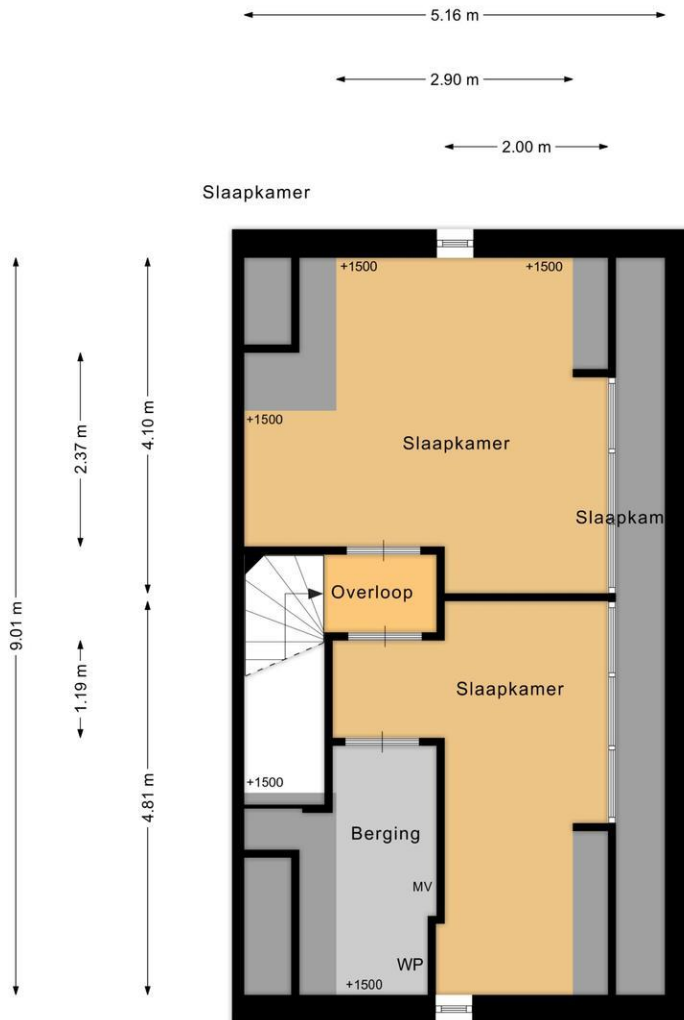 5.16 m
2.90 m
2.00 m
Slaapkamer
+1500 +1500
9.01 m
4.10 m
2.37 m
+1500
Slaapkamer
Slaapkam
Overloop
Slaapkamer
1.19 m
4.81 m
+1500
Berging
MV
WP
+1500